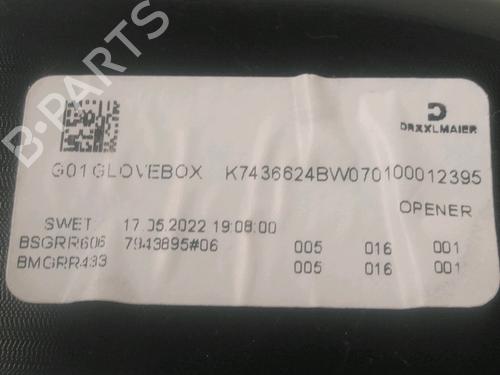 B-PARTS
DRÄXLMAIER
G01GLOVEBOX K7436624BW070100012395
OPENER
SWET 17.05.2022 19:08:00
BSGRR606 7943895#06 005 016 001
BMGRR433 005 016 001